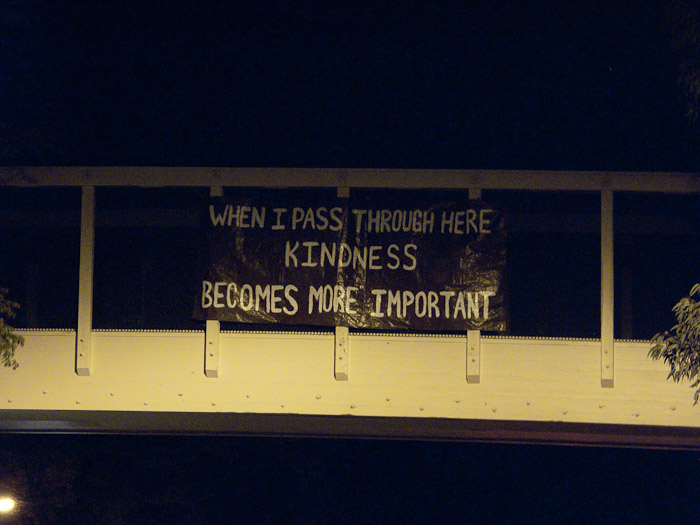 WHEN I PASS THROUGH HERE
KINDNESS
BECOMES MORE IMPORTANT